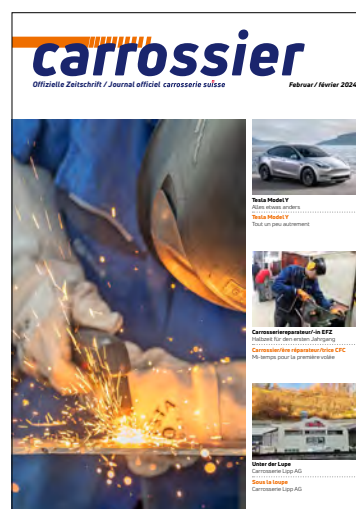 carrossier
Offizielle Zeitschrift / Journal officiel carrosserie suisse
Februar / février 2024
Tesla Model Y
Alles etwas anders
Tesla Model Y
Tout un peu autrement
Carrosseriereparateur/-in EFZ
Halbzeit für den ersten Jahrgang
Carrossier/ère réparateur/trice CFC
Mi-temps pour la première volée
Unter der Lupe
Carrosserie Lipp AG
Sous la loupe
Carrosserie Lipp AG